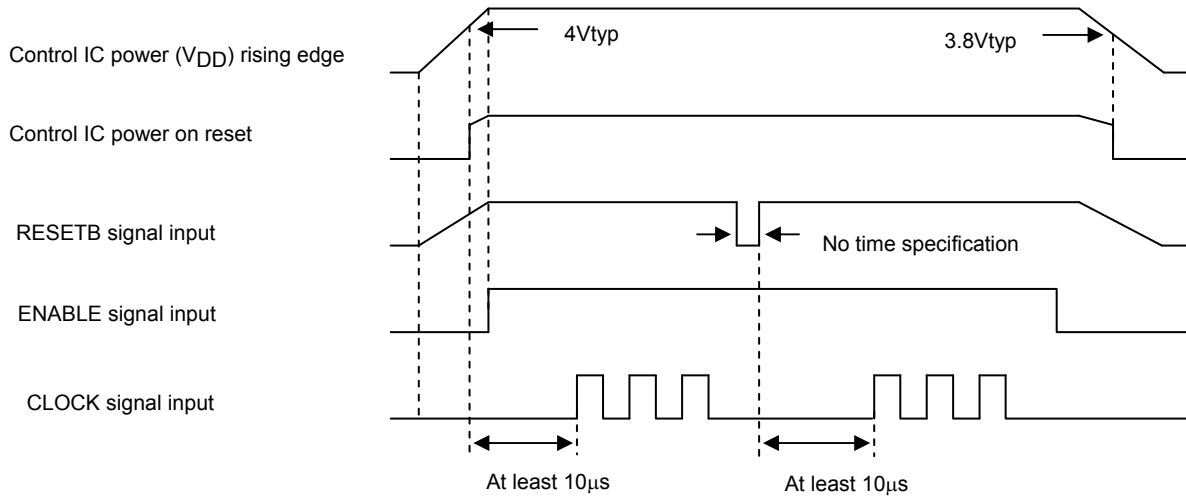 4Vtyp
3.8Vtyp
Control IC power (VDD) rising edge
Control IC power on reset
RESETB signal input
No time specification
ENABLE signal input
CLOCK signal input
At least 10μs
At least 10μs